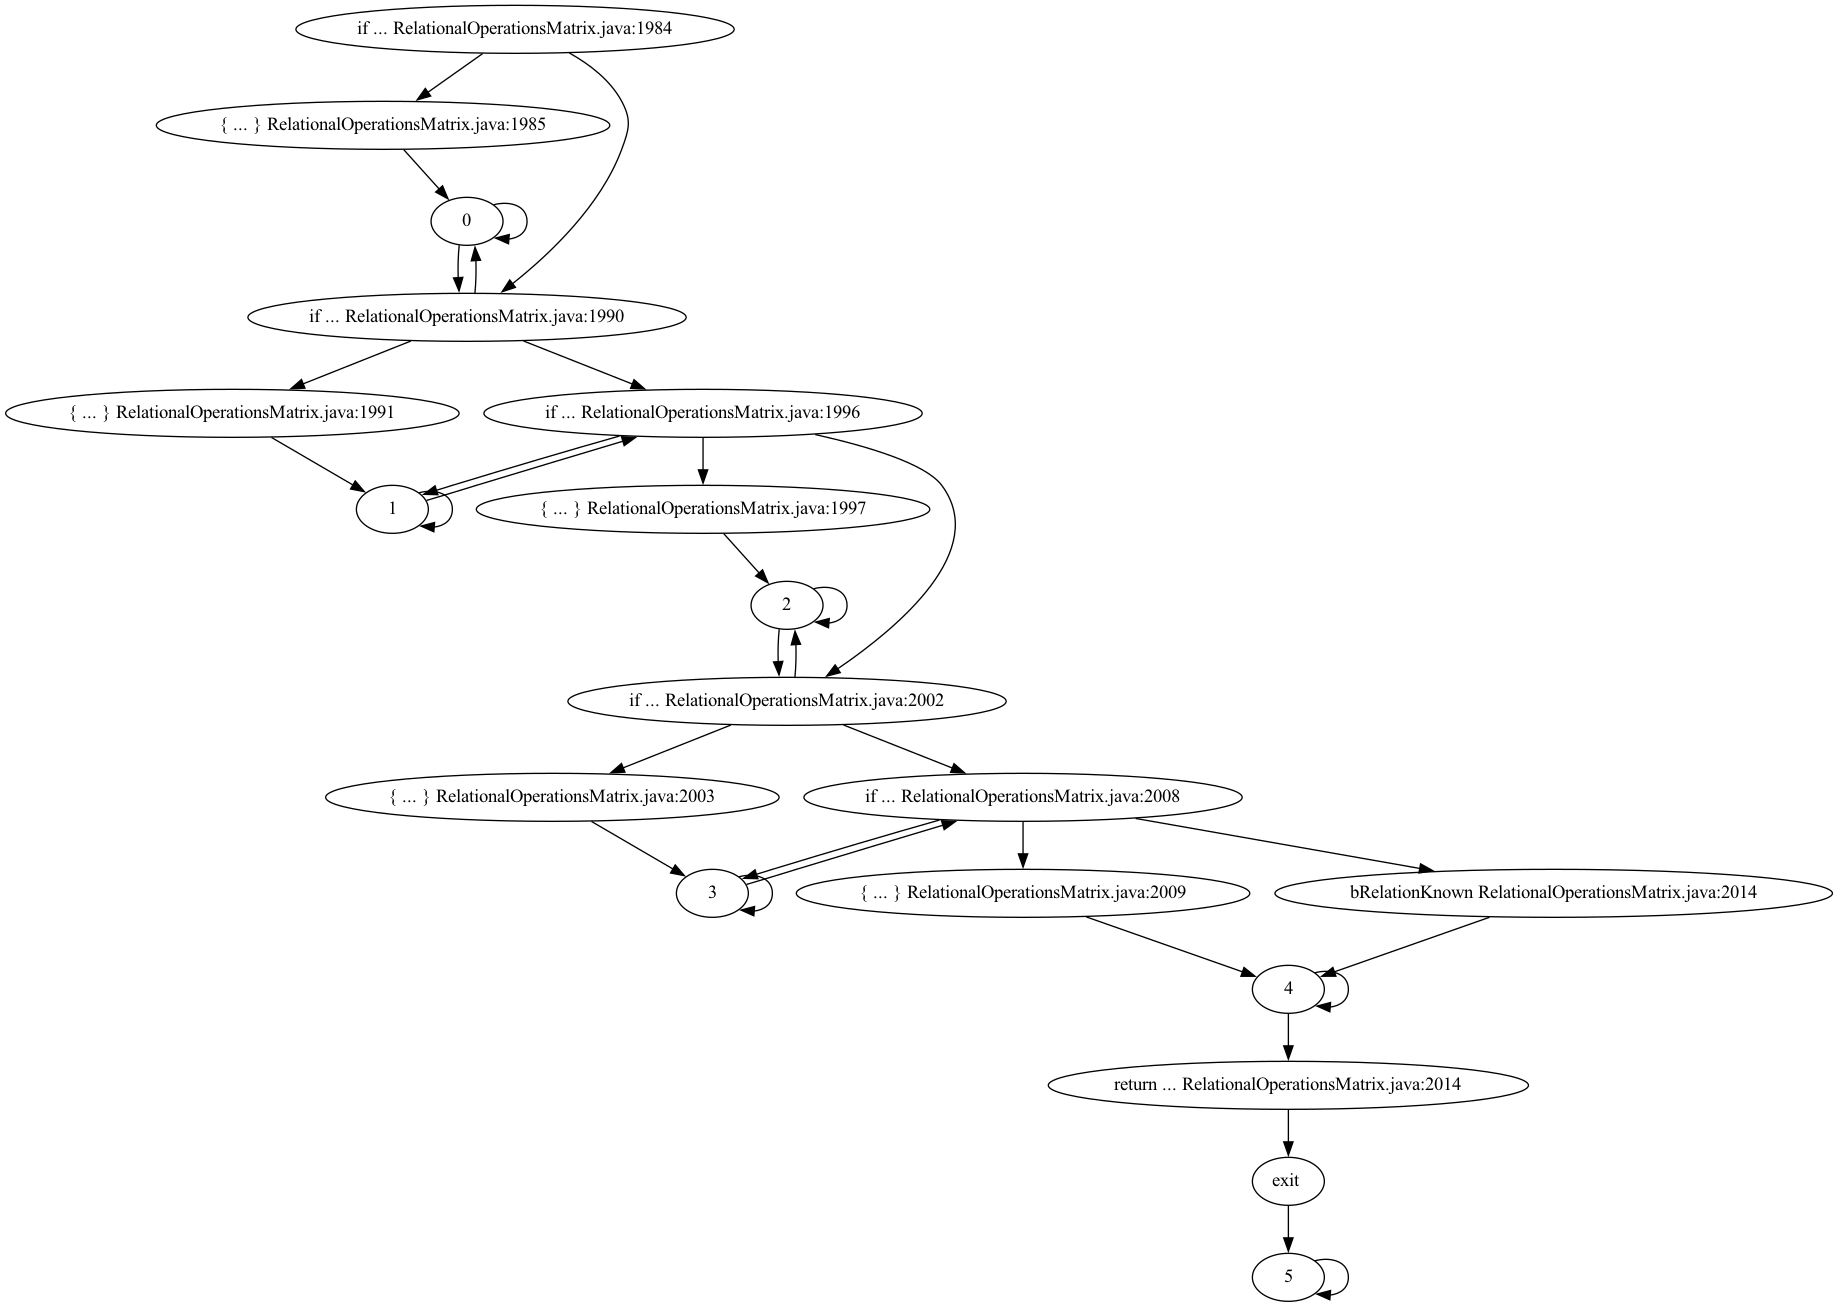 if ... RelationalOperationsMatrix.java:1984
{ ... } RelationalOperationsMatrix.java:1985
0
if ... RelationalOperationsMatrix.java:1990
{ ... } RelationalOperationsMatrix.java:1991
if ... RelationalOperationsMatrix.java:1996
1
{ ... } RelationalOperationsMatrix.java:1997
2
if ... RelationalOperationsMatrix.java:2002
{ ... } RelationalOperationsMatrix.java:2003
if ... RelationalOperationsMatrix.java:2008
3
{ ... } RelationalOperationsMatrix.java:2009
bRelationKnown RelationalOperationsMatrix.java:2014
4
return ... RelationalOperationsMatrix.java:2014
exit
5